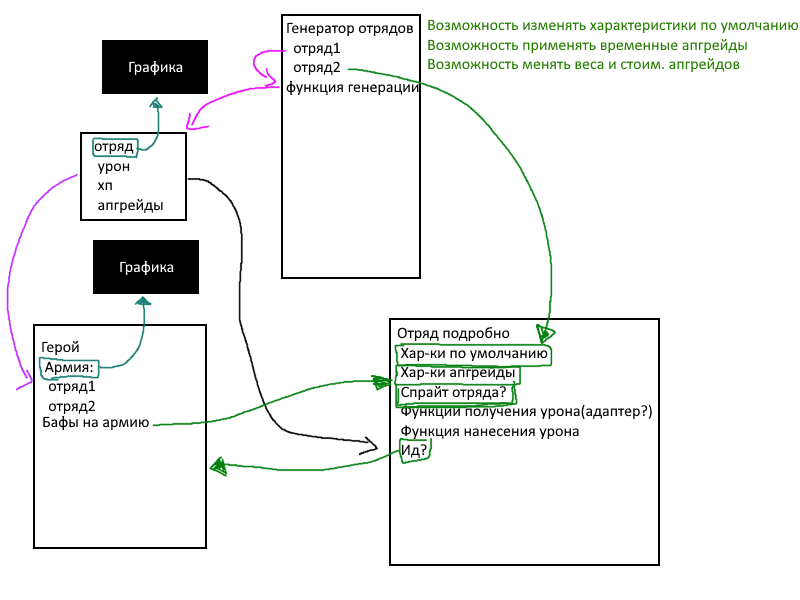 Генератор отрядов
отряд1
отряд2
функция генерации
Возможность изменять характеристики по умолчанию
Возможность применять временные апгрейды
Возможность менять веса и стоим. апгрейдов
Графика
отряд
урон
хп
апгрейды
Графика
Герой
Армия:
отряд1
отряд2
Бафы на армию
Отряд подробно
Хар-ки по умолчанию
Хар-ки апгрейды
Спрайт отряда?
Функции получения урона(адаптер?)
Функция нанесения урона
Ид?